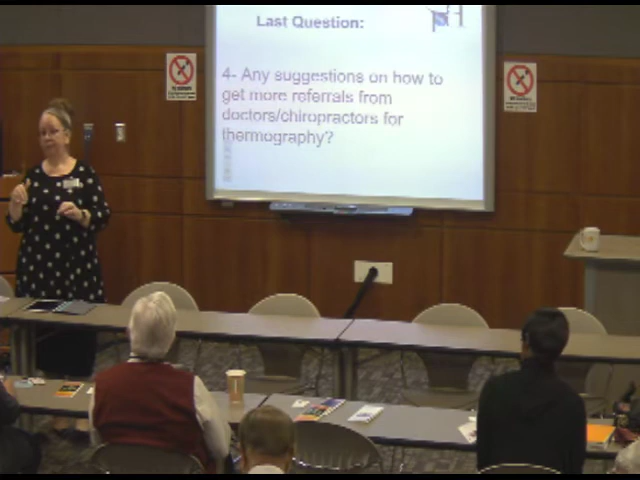 Last Question:
4- Any suggestions on how to
get more referrals from
doctors/chiropractors for
thermography?